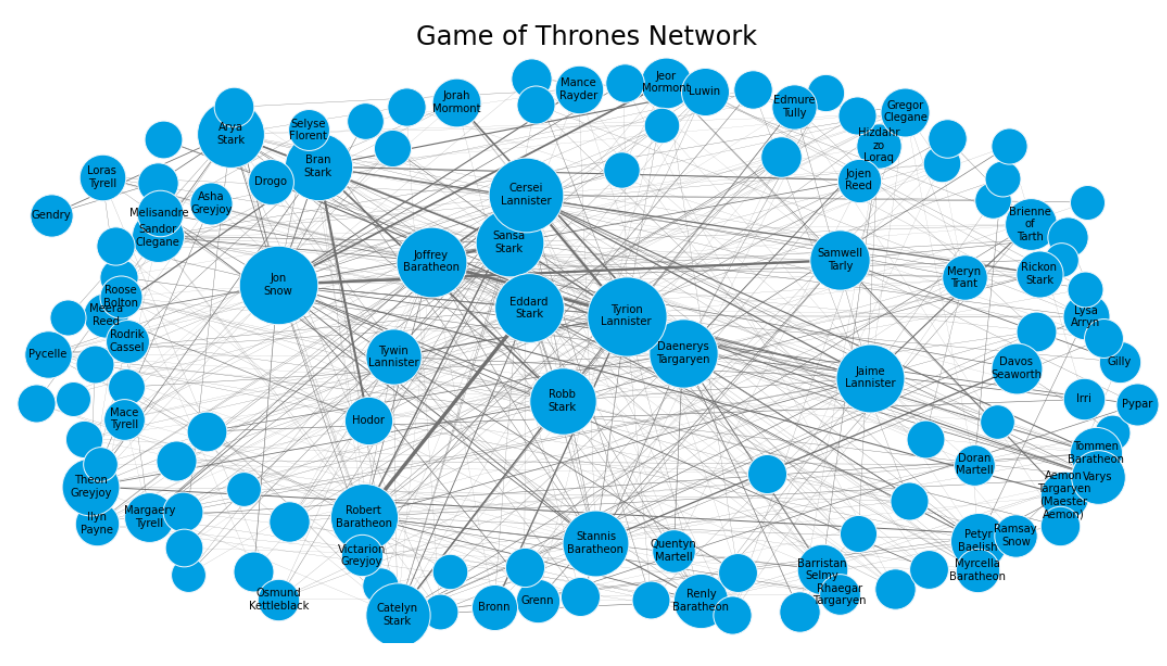 Game of Thrones Network
Jeor
Mormont
Mance
Rayder
Luwin
Jorah
Mormont
Edmure
Tully
Gregor
Clegane
Arya
Stark
Selyse
Florent
Hizdahr
zo
Loraq
Bran
Stark
Loras
Tyrell
Drogo
Jojen
Reed
Cersei
Lannister
Asha
Greyjoy
Gendry
Melisandre
Sandor
Clegane
Brienne
of
Tarth
Sansa
Stark
Joffrey
Baratheon
Samwell
Tarly
Meryn
Trant
Rickon
Stark
Jon
Snow
Roose
Bolton
Meera
Reed
Eddard
Stark
Tyrion
Lannister
Lysa
Arryn
Rodrik
Cassel
Pycelle
Tywin
Lannister
Daenerys
Targaryen
Gilly
Davos
Seaworth
Jaime
Lannister
Robb
Stark
Irri
Pypar
Mace
Tyrell
Hodor
Tommen
Baratheon
Doran
Martell
Varys
Theon
Greyjoy
Aemon
Targaryen
(Maester
Aemon)
Margaery
Tyrell
Robert
Baratheon
Ilyn
Payne
Stannis
Baratheon
Quentyn
Martell
Petyr
Baelish
Ramsay
Snow
Victarion
Greyjoy
Barristan
Selmy
Myrcella
Baratheon
Rhaegar
Targaryen
Osmund
Kettleblack
Catelyn
Stark
Bronn
Grenn
Renly
Baratheon